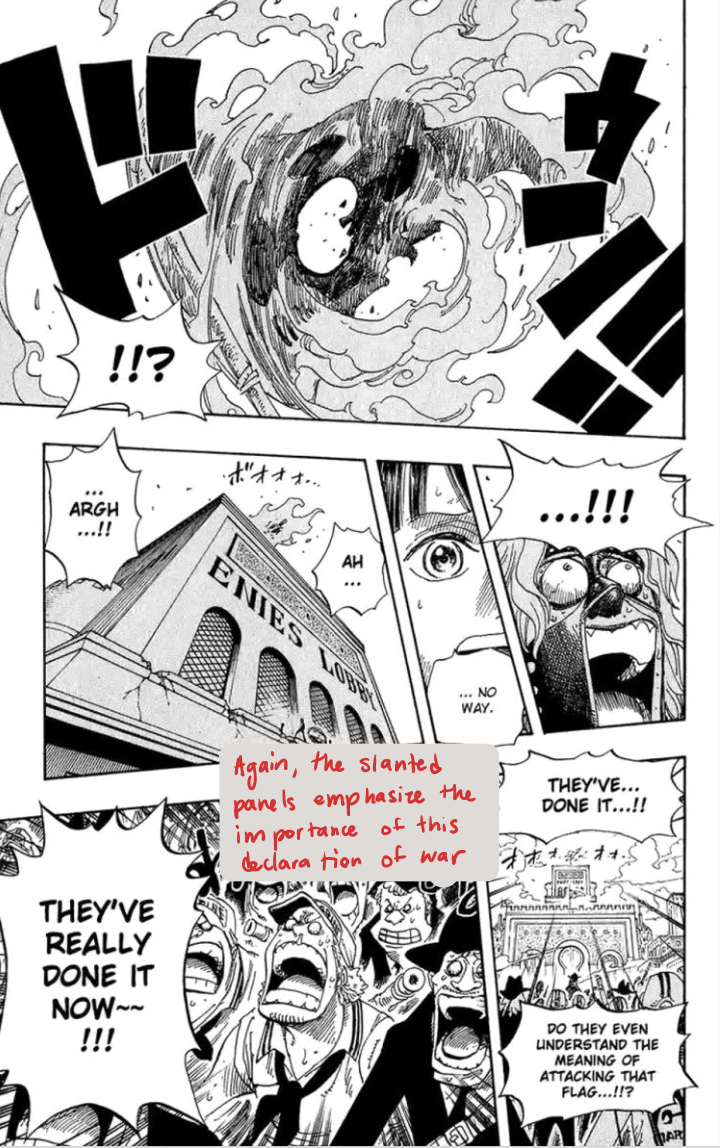 ド
!!?
...!!!
... NO
WAY.
ボオオオ...
AH
...
...
ARGH
...!!
ENIES LOBBY
THEY'VE...
DONE IT...!!
DO THEY EVEN
UNDERSTAND THE
MEANING OF
ATTACKING THAT
FLAG...!!?
Again, the slanted
panels emphasize the
importance of this
declaration of war
THEY'VE
REALLY
DONE IT
NOW~~
!!!